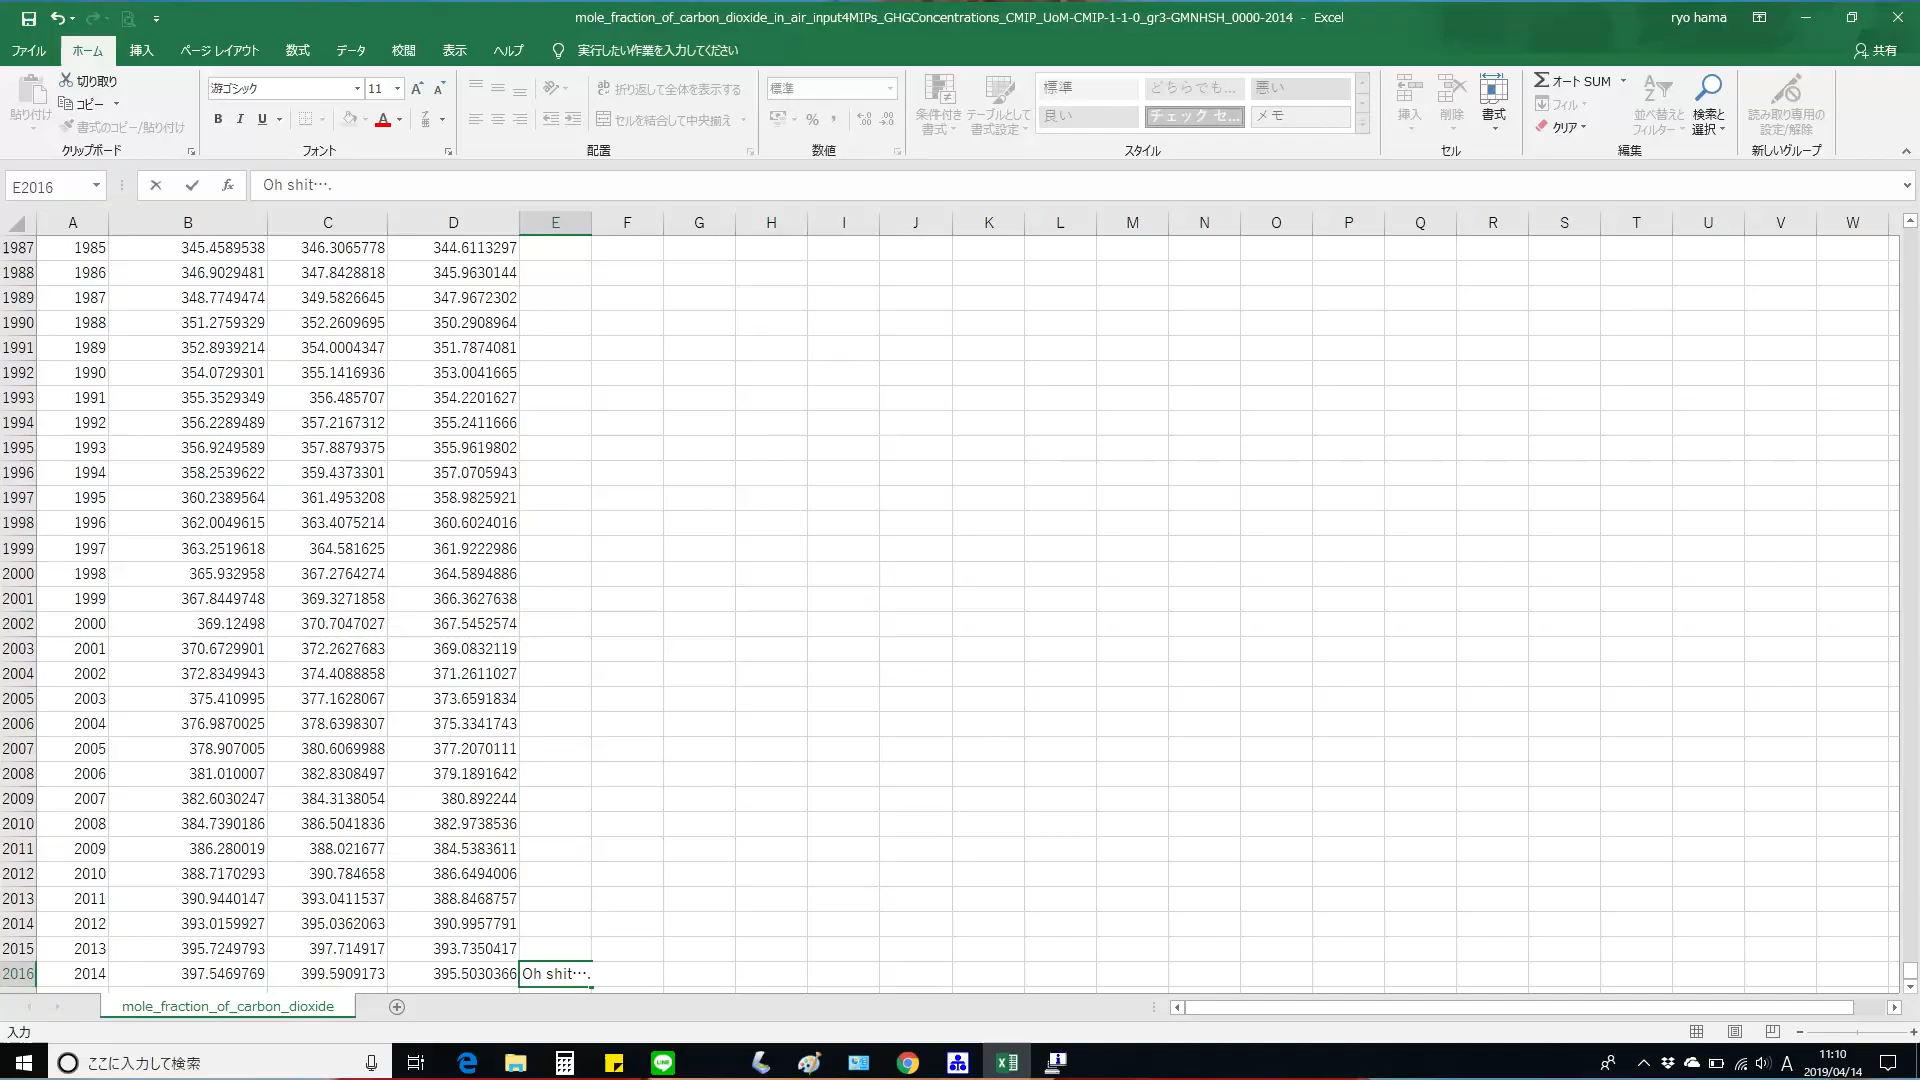 mole_fraction_of_carbon_dioxide_in_air_input4MIPs_GHGConcentrations_CMIP_UoM-CMIP-1-1-0_gr3-GMNHSH_0000-2014 - Excel
ryo hama
ファイル ホーム 挿入 ページ レイアウト 数式 データ 校閲 表示 ヘルプ 実行したい作業を入力してください 共有
貼り付け 切り取り コピー 書式のコピー/貼り付け
クリップボード
游ゴシック 11
B I U A 亜
フォント
折り返して全体を表示する
セルを結合して中央揃え
配置
標準
% , .00
数値
条件付き書式 テーブルとして書式設定
標準 どちらでも... 悪い
良い チェック セ... メモ
スタイル
挿入 削除 書式
セル
Σ オート SUM
フィル
クリア
並べ替えとフィルター
検索と選択
編集
読み取り専用の設定/解除
新しいグループ
E2016 fx Oh shit….
A B C D E F G H I J K L M N O P Q R S T U V W
1987 1985 345.4589538 346.3065778 344.6113297
1988 1986 346.9029481 347.8428818 345.9630144
1989 1987 348.7749474 349.5826645 347.9672302
1990 1988 351.2759329 352.2609695 350.2908964
1991 1989 352.8939214 354.0004347 351.7874081
1992 1990 354.0729301 355.1416936 353.0041665
1993 1991 355.3529349 356.485707 354.2201627
1994 1992 356.2289489 357.2167312 355.2411666
1995 1993 356.9249589 357.8879375 355.9619802
1996 1994 358.2539622 359.4373301 357.0705943
1997 1995 360.2389564 361.4953208 358.9825921
1998 1996 362.0049615 363.4075214 360.6024016
1999 1997 363.2519618 364.581625 361.9222986
2000 1998 365.932958 367.2764274 364.5894886
2001 1999 367.8449748 369.3271858 366.3627638
2002 2000 369.12498 370.7047027 367.5452574
2003 2001 370.6729901 372.2627683 369.0832119
2004 2002 372.8349943 374.4088858 371.2611027
2005 2003 375.410995 377.1628067 373.6591834
2006 2004 376.9870025 378.6398307 375.3341743
2007 2005 378.907005 380.6069988 377.2070111
2008 2006 381.010007 382.8308497 379.1891642
2009 2007 382.6030247 384.3138054 380.892244
2010 2008 384.7390186 386.5041836 382.9738536
2011 2009 386.280019 388.021677 384.5383611
2012 2010 388.7170293 390.784658 386.6494006
2013 2011 390.9440147 393.0411537 388.8468757
2014 2012 393.0159927 395.0362063 390.9957791
2015 2013 395.7249793 397.714917 393.7350417
2016 2014 397.5469769 399.5909173 395.5030366 Oh shit….
mole_fraction_of_carbon_dioxide
入力
ここに入力して検索
A
11:10
2019/04/14